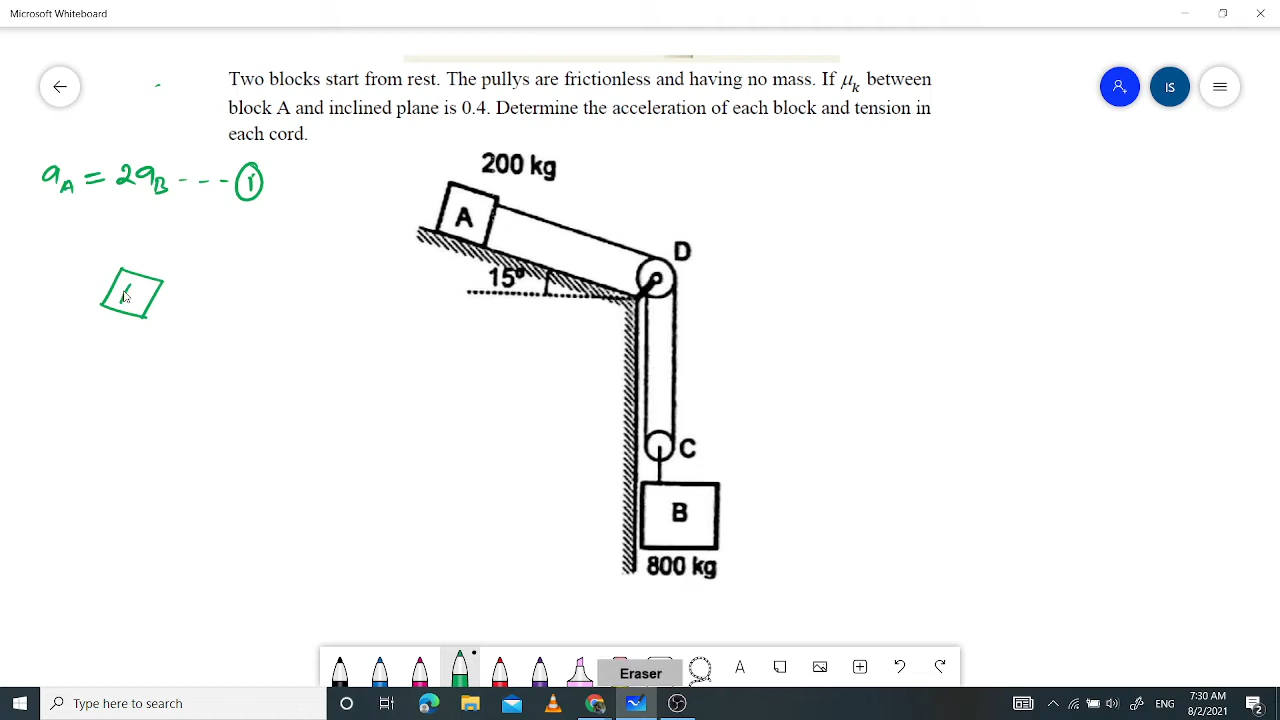 Microsoft Whiteboard
Two blocks start from rest. The pullys are frictionless and having no mass. If μk between
block A and inclined plane is 0.4. Determine the acceleration of each block and tension in
each cord.
IS
aA = 2aB - - - - ①
200 kg
A
D
15°
C
B
800 kg
A
Eraser
Type here to search
ENG
7:30 AM
8/2/2021
2